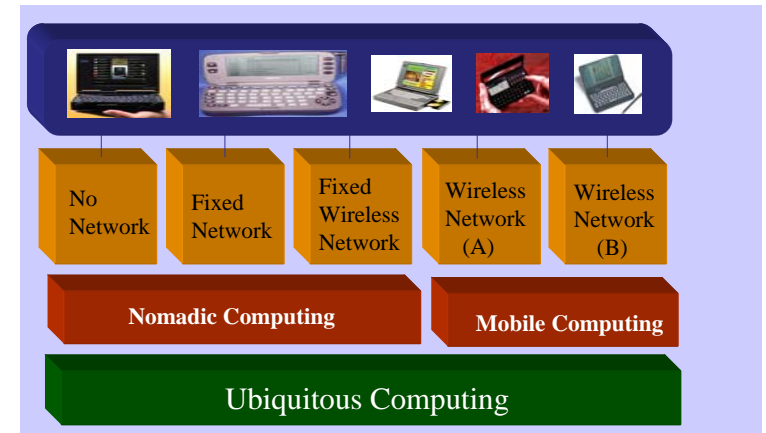 No
Network
Fixed
Network
Fixed
Wireless
Network
Wireless
Network
(A)
Wireless
Network
(B)
Nomadic Computing
Mobile Computing
Ubiquitous Computing